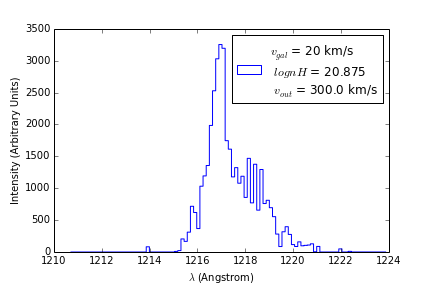 3500
3000
2500
2000
1500
1000
500
0
Intensity (Arbitrary Units)
v_gal = 20 km/s
lognH = 20.875
v_out = 300.0 km/s
1210 1212 1214 1216 1218 1220 1222 1224
λ (Angstrom)